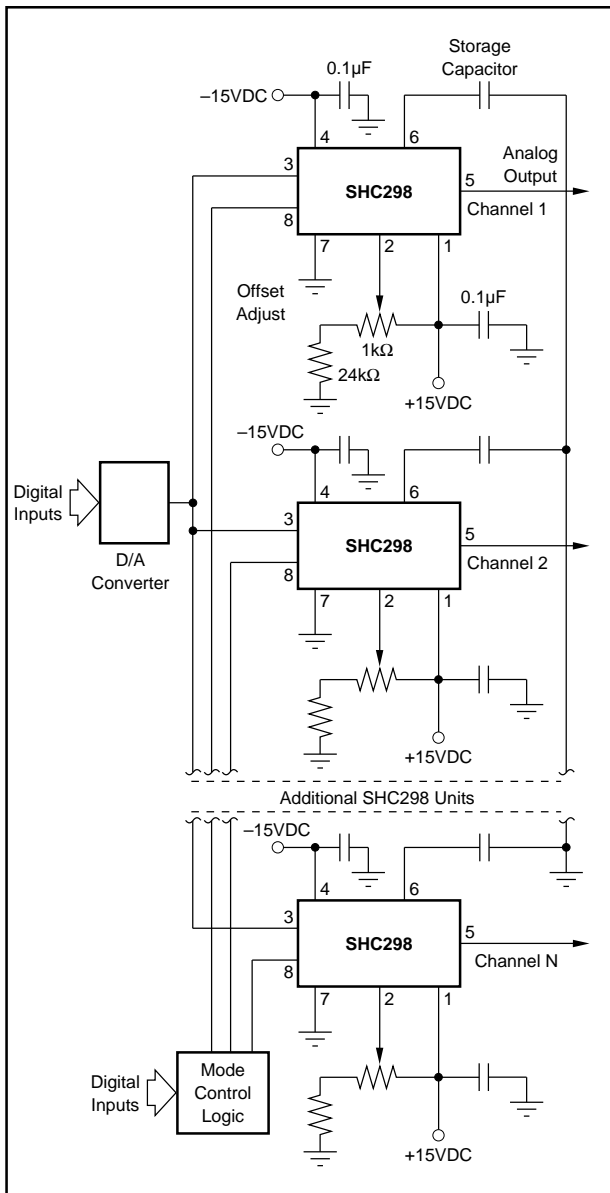 Storage
Capacitor
0.1µF
–15VDC
4
6
3
8
SHC298
5
Analog
Output
Channel 1
7
2
1
Offset
Adjust
1kΩ
24kΩ
0.1µF
+15VDC
–15VDC
4
6
Digital
Inputs
D/A
Converter
3
8
SHC298
5
Channel 2
7
2
1
+15VDC
Additional SHC298 Units
–15VDC
4
6
3
8
SHC298
5
Channel N
7
2
1
Digital
Inputs
Mode
Control
Logic
+15VDC